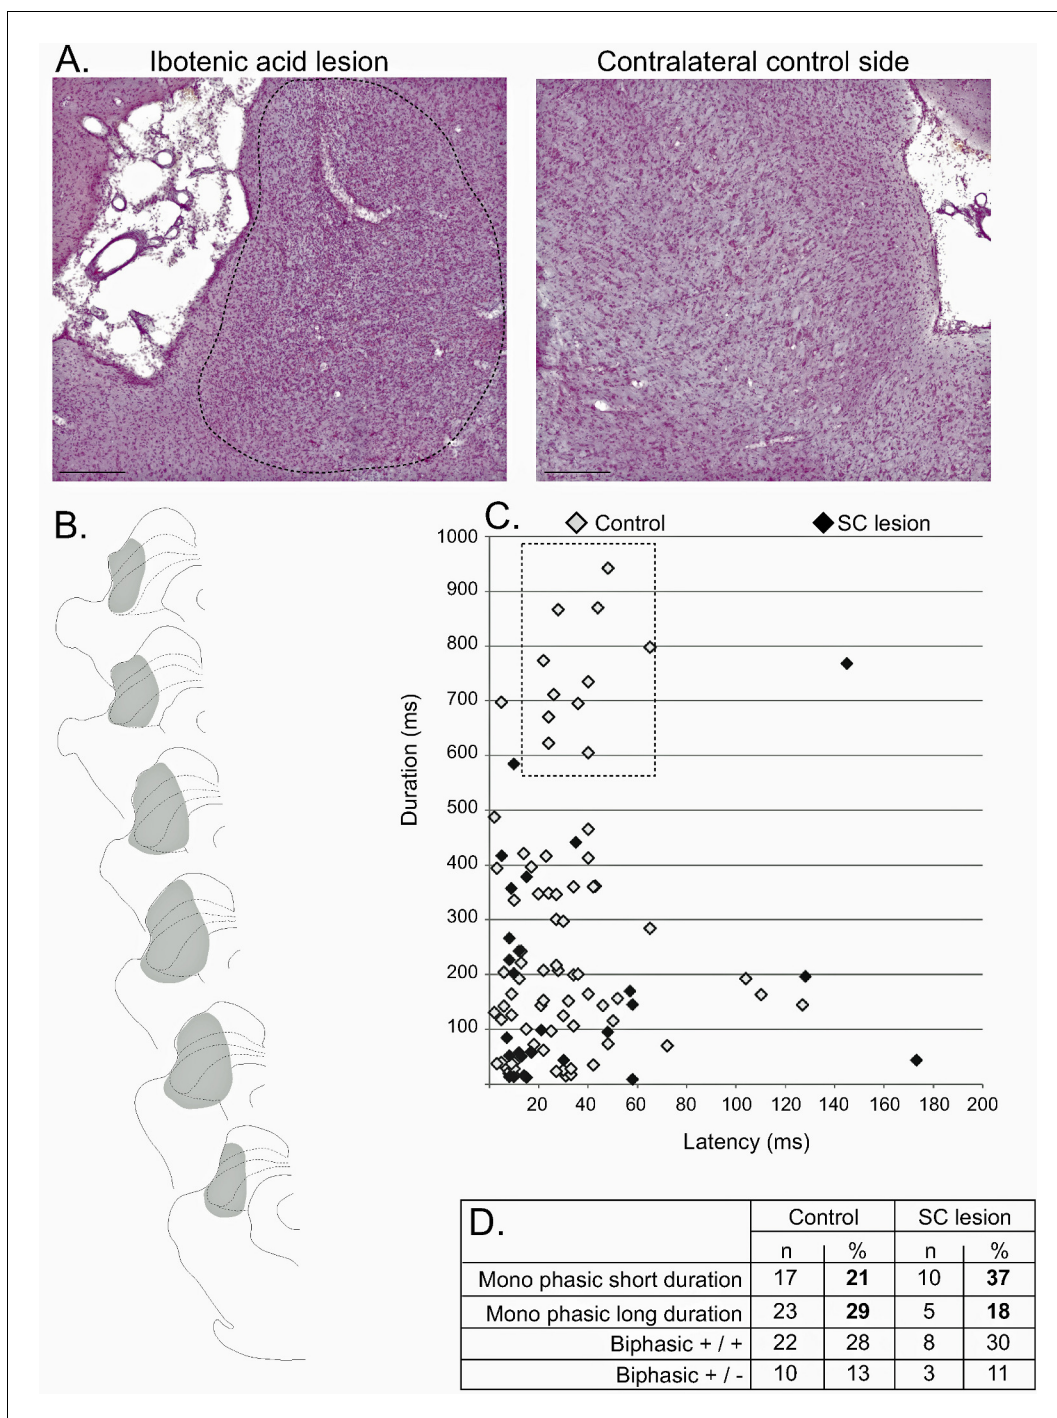 A.
Ibotenic acid lesion
Contralateral control side
B.
C.
Control
SC lesion
1000
900
800
700
600
500
400
300
200
100
Duration (ms)
20 40 60 80 100 120 140 160 180 200
Latency (ms)
D.
Control SC lesion
n % n %
Mono phasic short duration 17 21 10 37
Mono phasic long duration 23 29 5 18
Biphasic + / + 22 28 8 30
Biphasic + / - 10 13 3 11